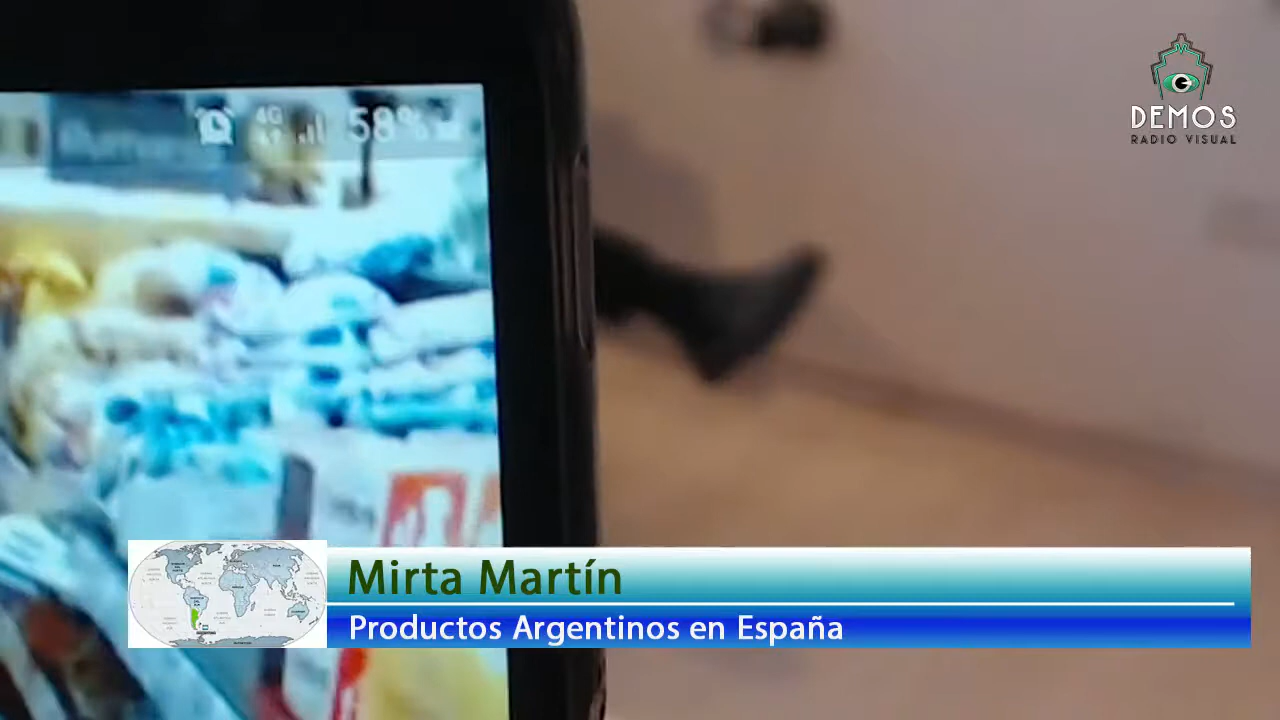 4G
58%
DEMOS
RADIO VISUAL
Mirta Martín
Productos Argentinos en España